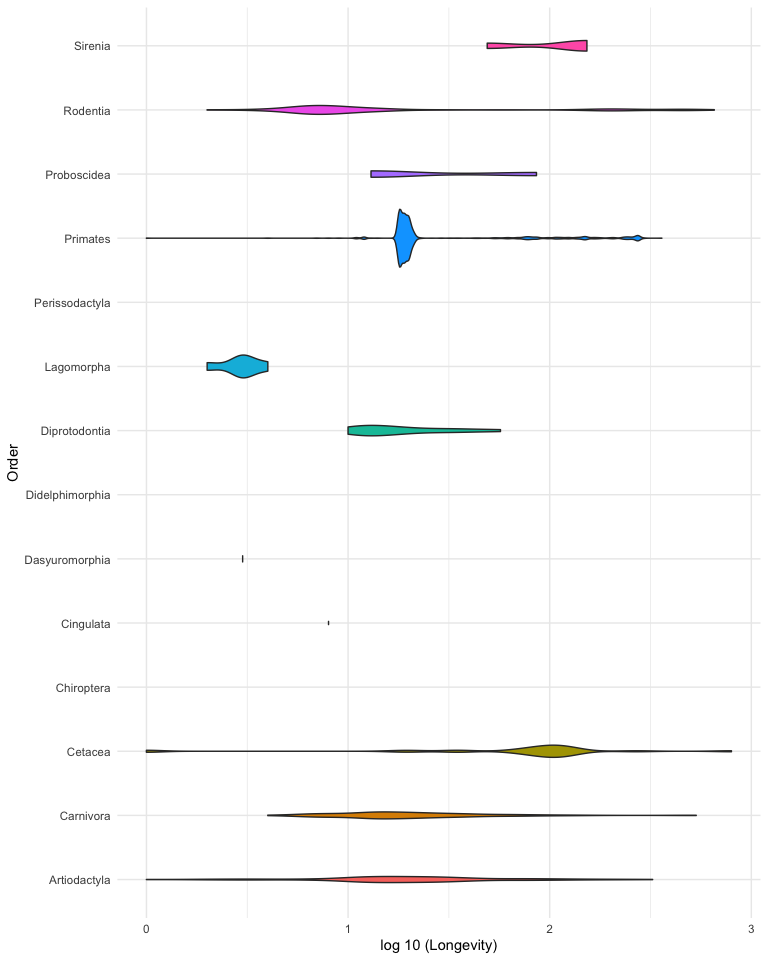 Sirenia
Rodentia
Proboscidea
Primates
Perissodactyla
Lagomorpha
Diprotodontia
Didelphimorphia
Dasyuromorphia
Cingulata
Chiroptera
Cetacea
Carnivora
Artiodactyla
Order
0 1 2 3
log 10 (Longevity)